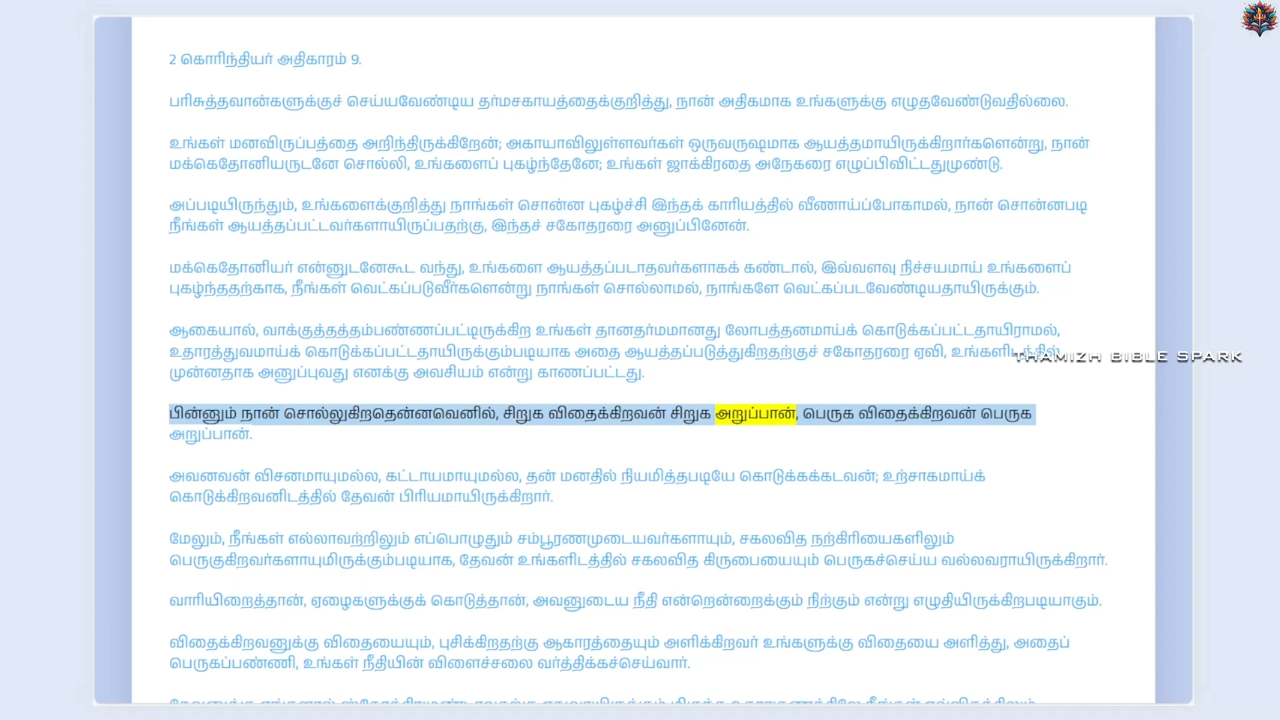 2 கொரிந்தியர் அதிகாரம் 9.
பரிசுத்தவான்களுக்குச் செய்யவேண்டிய தர்மசகாயத்தைக்குறித்து, நான் அதிகமாக உங்களுக்கு எழுதவேண்டுவதில்லை.
உங்கள் மனவிருப்பத்தை அறிந்திருக்கிறேன்; அகாயாவிலுள்ளவர்கள் ஒருவருஷமாக ஆயத்தமாயிருக்கிறார்களென்று, நான்
மக்கெதோனியருடனே சொல்லி, உங்களைப் புகழ்ந்தேனே; உங்கள் ஜாக்கிரதை அநேகரை எழுப்பிவிட்டதுமுண்டு.
அப்படியிருந்தும், உங்களைக்குறித்து நாங்கள் சொன்ன புகழ்ச்சி இந்தக் காரியத்தில் வீணாய்ப்போகாமல், நான் சொன்னபடி
நீங்கள் ஆயத்தப்பட்டவர்களாயிருப்பதற்கு, இந்தச் சகோதரரை அனுப்பினேன்.
மக்கெதோனியர் என்னுடனேகூட வந்து, உங்களை ஆயத்தப்படாதவர்களாகக் கண்டால், இவ்வளவு நிச்சயமாய் உங்களைப்
புகழ்ந்ததற்காக, நீங்கள் வெட்கப்படுவீர்களென்று நாங்கள் சொல்லாமல், நாங்களே வெட்கப்படவேண்டியதாயிருக்கும்.
ஆகையால், வாக்குத்தத்தம்பண்ணப்பட்டிருக்கிற உங்கள் தானதர்மமானது லோபத்தனமாய்க் கொடுக்கப்பட்டதாயிராமல்,
உதாரத்துவமாய்க் கொடுக்கப்பட்டதாயிருக்கும்படியாக அதை ஆயத்தப்படுத்துகிறதற்குச் சகோதரரை ஏவி, உங்களிடத்தில்
THAMIZH BIBLE SPARK
முன்னதாக அனுப்புவது எனக்கு அவசியம் என்று காணப்பட்டது.
பின்னும் நான் சொல்லுகிறதென்னவெனில், சிறுக விதைக்கிறவன் சிறுக அறுப்பான், பெருக விதைக்கிறவன் பெருக
அறுப்பான்.
அவனவன் விசனமாயுமல்ல, கட்டாயமாயுமல்ல, தன் மனதில் நியமித்தபடியே கொடுக்கக்கடவன்; உற்சாகமாய்க்
கொடுக்கிறவனிடத்தில் தேவன் பிரியமாயிருக்கிறார்.
மேலும், நீங்கள் எல்லாவற்றிலும் எப்பொழுதும் சம்பூரணமுடையவர்களாயும், சகலவித நற்கிரியைகளிலும்
பெருகுகிறவர்களாயுமிருக்கும்படியாக, தேவன் உங்களிடத்தில் சகலவித கிருபையையும் பெருகச்செய்ய வல்லவராயிருக்கிறார்.
வாரியிறைத்தான், ஏழைகளுக்குக் கொடுத்தான், அவனுடைய நீதி என்றென்றைக்கும் நிற்கும் என்று எழுதியிருக்கிறபடியாகும்.
விதைக்கிறவனுக்கு விதையையும், புசிக்கிறதற்கு ஆகாரத்தையும் அளிக்கிறவர் உங்களுக்கு விதையை அளித்து, அதைப்
பெருகப்பண்ணி, உங்கள் நீதியின் விளைச்சலை வர்த்திக்கச்செய்வார்.